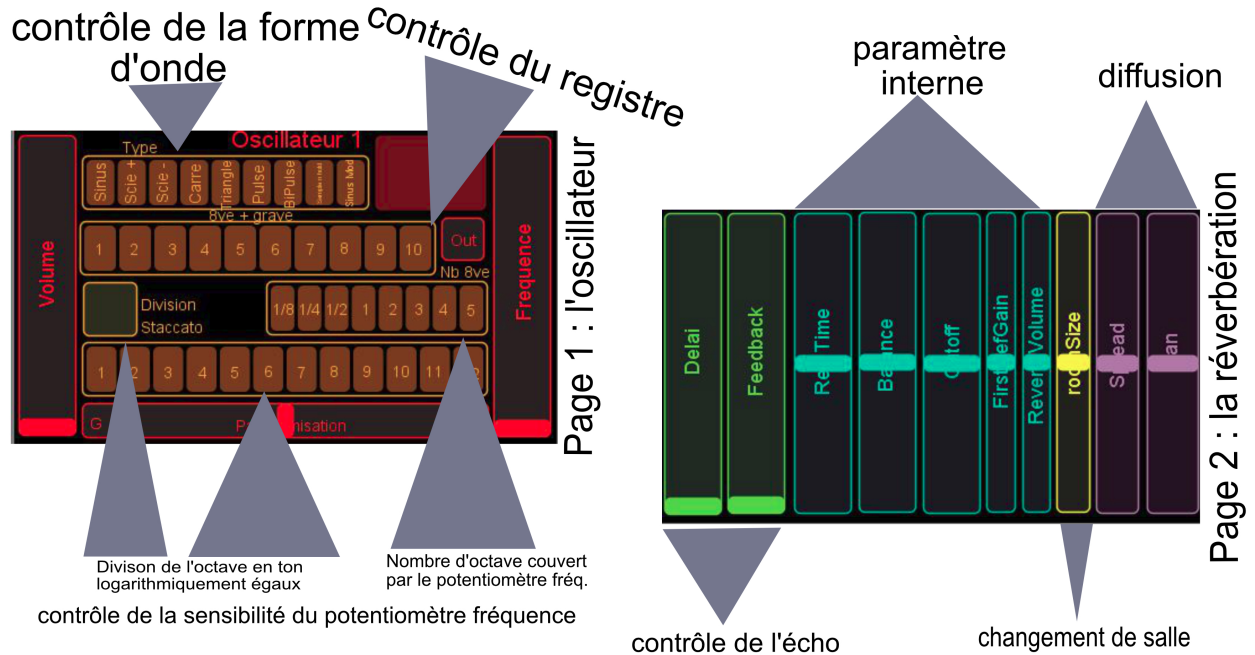 contrôle de la forme
d'onde
contrôle du registre
Oscillateur 1
Type
Sinus
Scie +
Scie -
Carre
Triangle
Pulse
BiPulse
Sinus Mod
8ve + grave
1 2 3 4 5 6 7 8 9 10
Out
Nb 8ve
Volume
Frequence
Division
Staccato
1/8 1/4 1/2 1 2 3 4 5
1 2 3 4 5 6 7 9 10 11
G
Page 1 : l'oscillateur
Divison de l'octave en ton
logarithmiquement égaux
Nombre d'octave couvert
par le potentiomètre fréq.
contrôle de la sensibilité du potentiomètre fréquence
paramètre
interne
diffusion
Delai
Feedback
roomSize
Page 2 : la réverbération
contrôle de l'écho
changement de salle